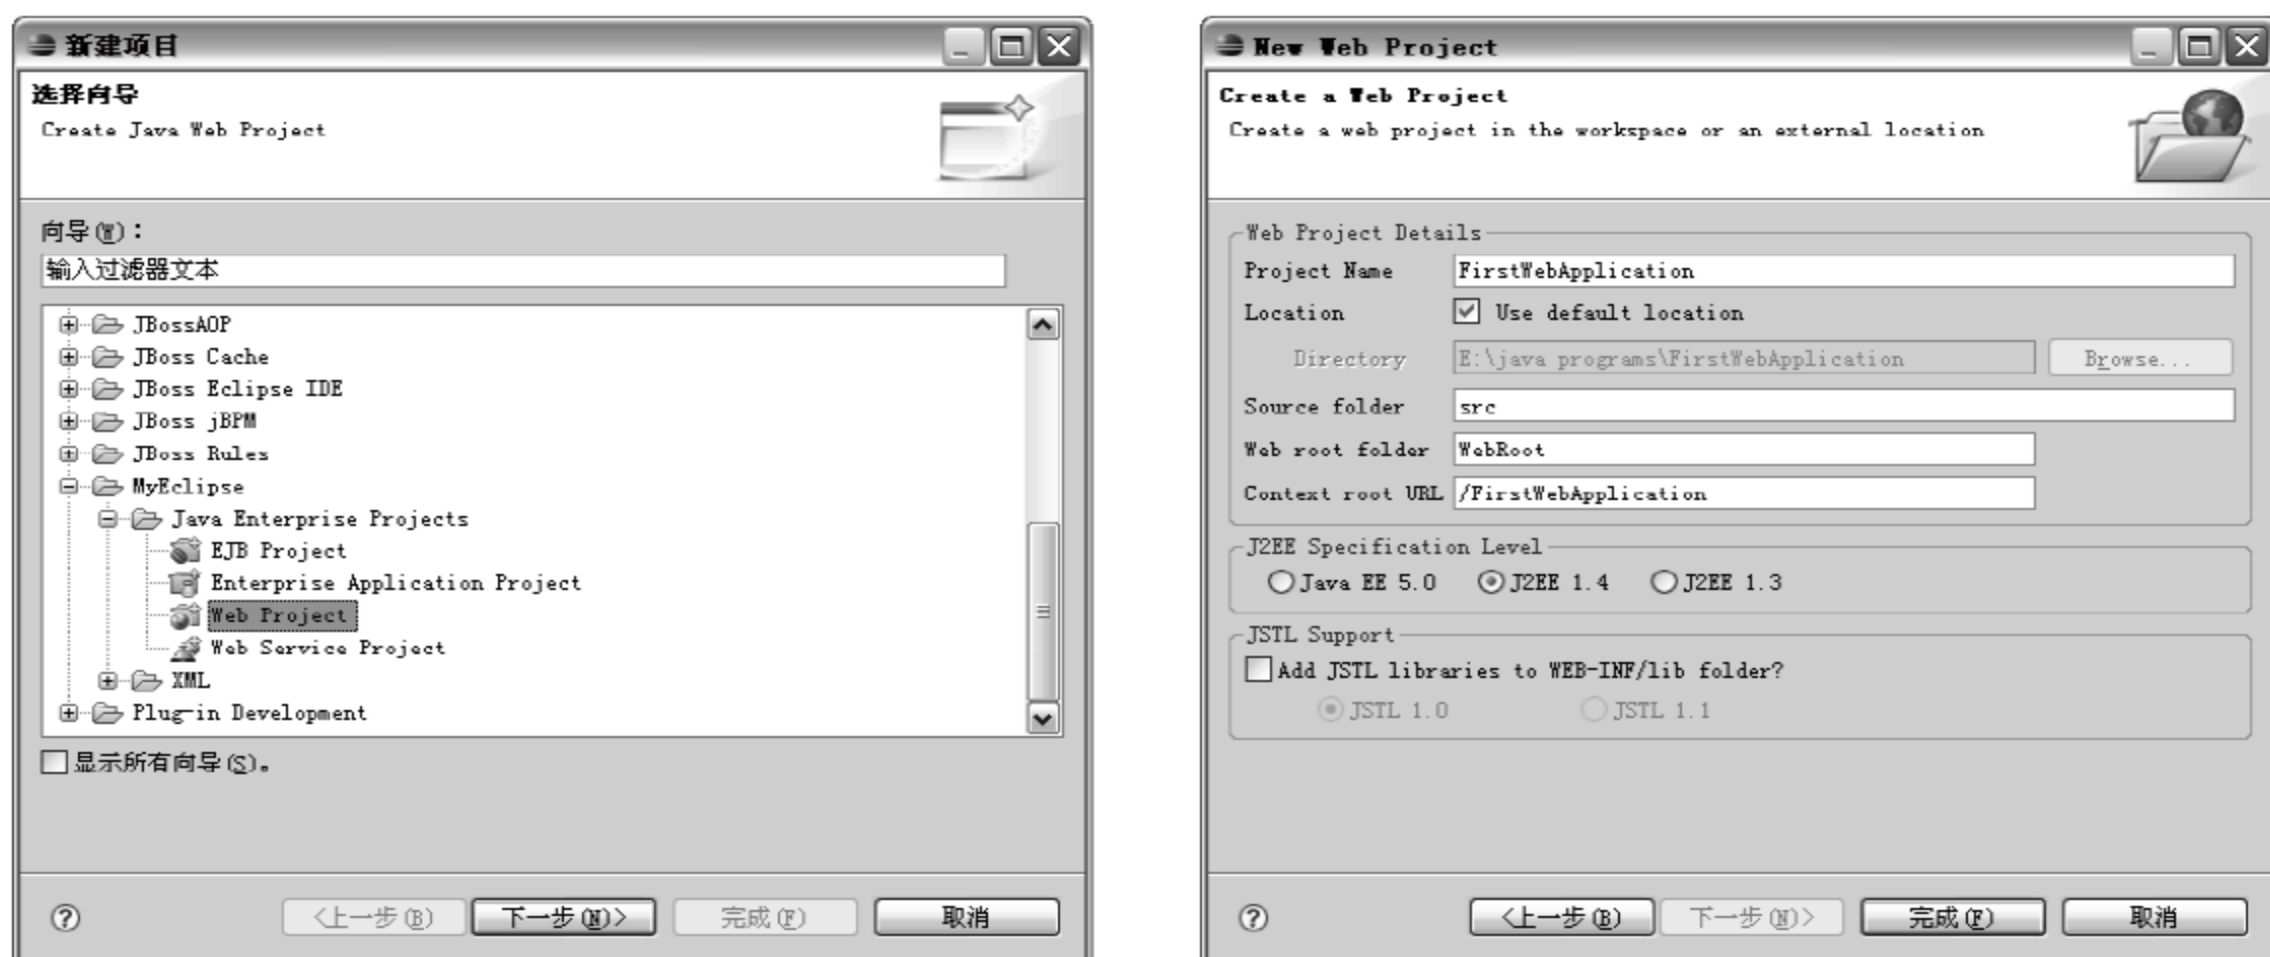 新建项目
选择向导
Create Java Web Project
向导(W):
输入过滤器文本
JBossAOP
JBoss Cache
JBoss Eclipse IDE
JBoss jBPM
JBoss Rules
MyEclipse
Java Enterprise Projects
EJB Project
Enterprise Application Project
Web Project
Web Service Project
XML
Plug-in Development
显示所有向导(S)。
<上一步(B)
下一步(N)>
完成(F)
取消
New Web Project
Create a Web Project
Create a web project in the workspace or an external location
Web Project Details
Project Name FirstWebApplication
Location Use default location
Directory E:\java programs\FirstWebApplication Browse...
Source folder src
Web root folder WebRoot
Context root URL /FirstWebApplication
J2EE Specification Level
Java EE 5.0 J2EE 1.4 J2EE 1.3
JSTL Support
Add JSTL libraries to WEB-INF/lib folder?
JSTL 1.0 JSTL 1.1
<上一步(B)
下一步(N)>
完成(F)
取消